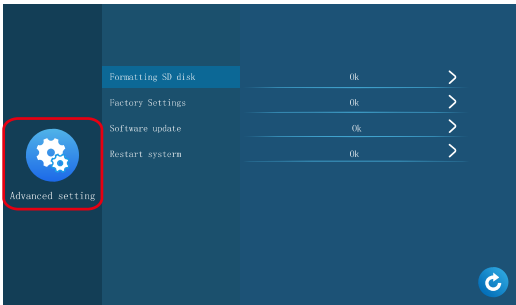 Formatting SD disk Ok
Factory Settings Ok
Software update Ok
Restart systerm Ok
Advanced setting